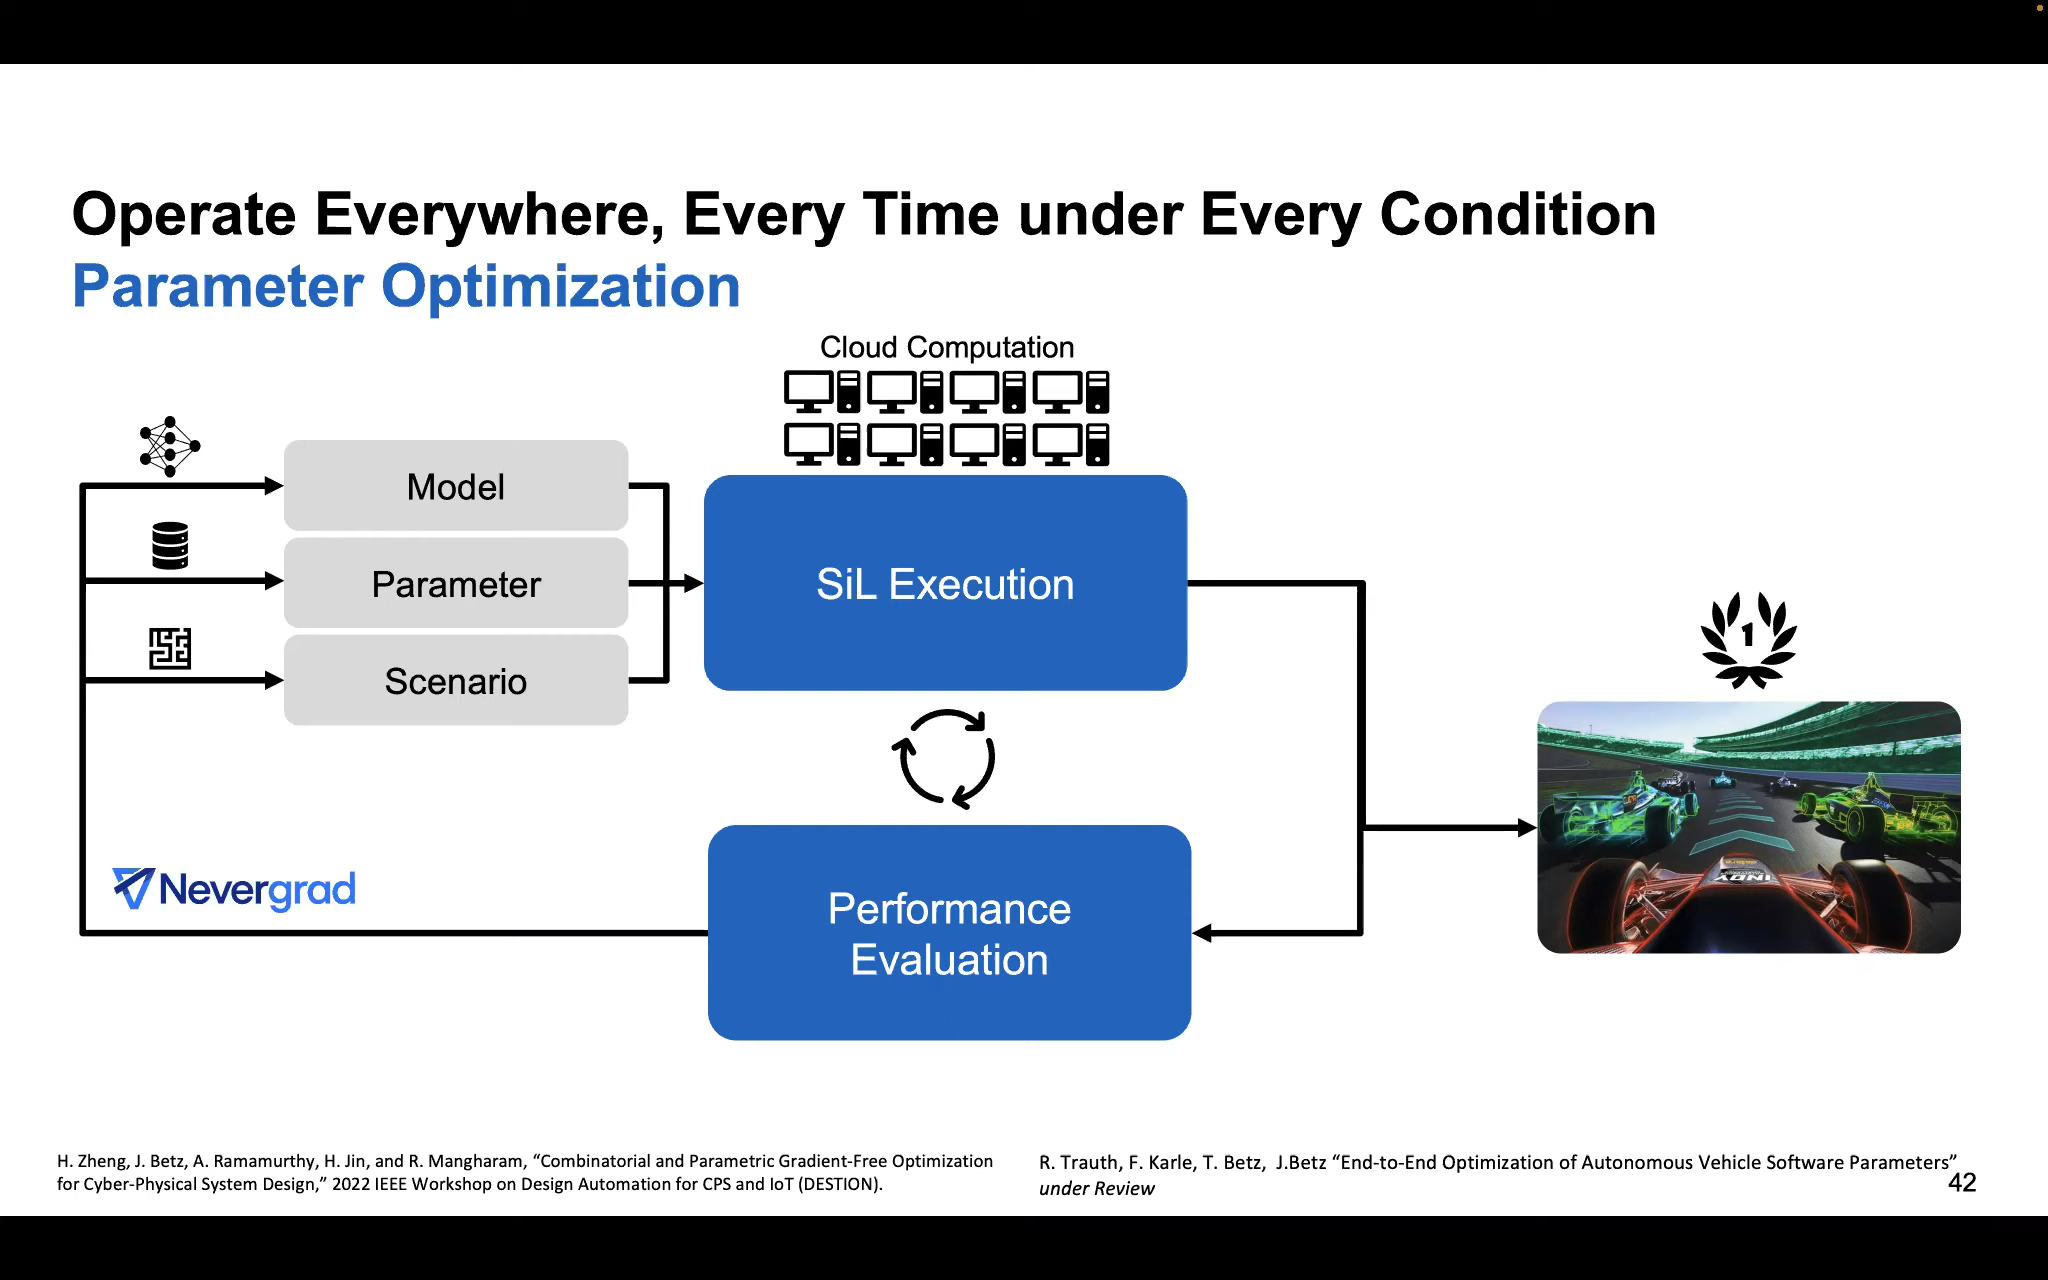 Operate Everywhere, Every Time under Every Condition
Parameter Optimization
Cloud Computation
Model
Parameter
Scenario
SiL Execution
1
Nevergrad
Performance
Evaluation
INDY
H. Zheng, J. Betz, A. Ramamurthy, H. Jin, and R. Mangharam, “Combinatorial and Parametric Gradient-Free Optimization
for Cyber-Physical System Design,” 2022 IEEE Workshop on Design Automation for CPS and IoT (DESTION).
R. Trauth, F. Karle, T. Betz, J.Betz “End-to-End Optimization of Autonomous Vehicle Software Parameters”
under Review
42